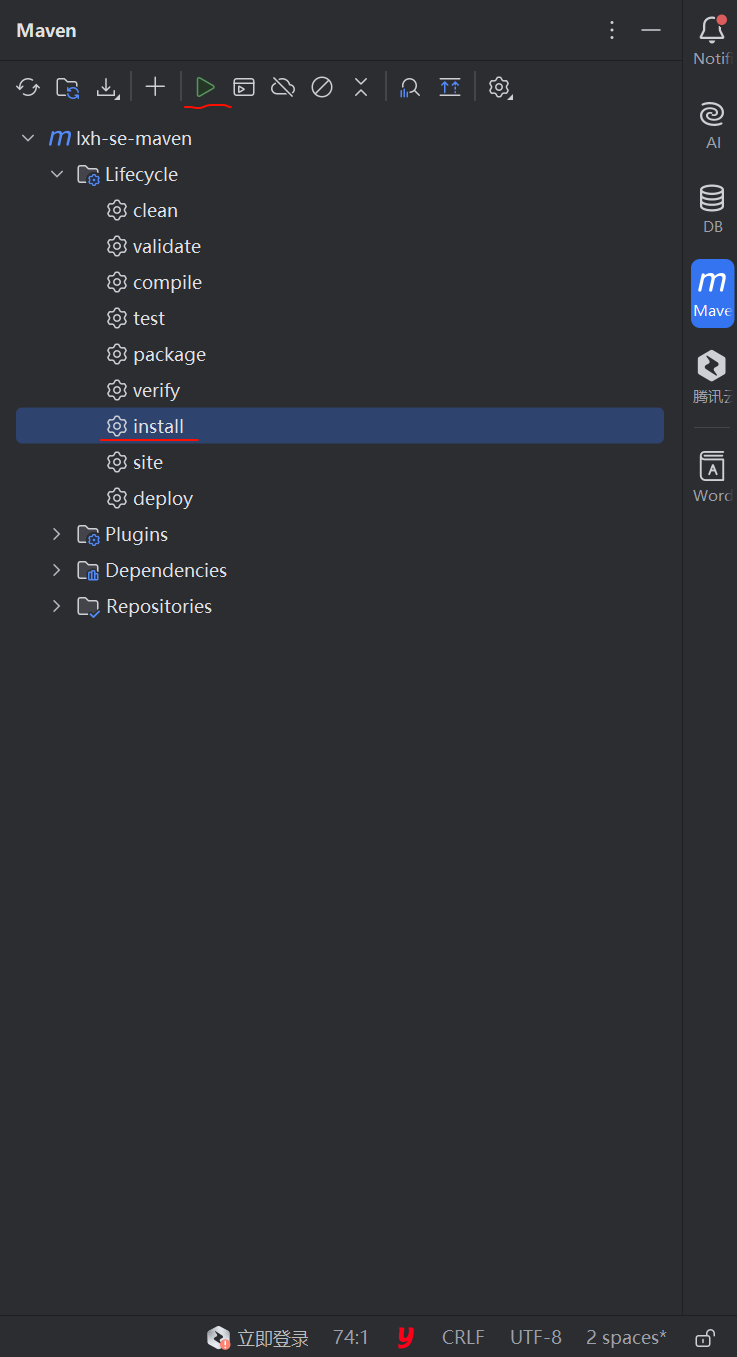 Maven
Notifi
AI
DB
Mave
腾讯云
Word
m lxh-se-maven
Lifecycle
clean
validate
compile
test
package
verify
install
site
deploy
Plugins
Dependencies
Repositories
立即登录 74:1 y CRLF UTF-8 2 spaces*